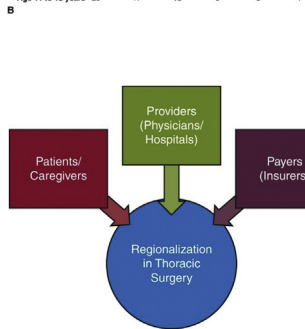 B
Providers
(Physicians/
Hospitals)
Patients/
Caregivers
Payers
(Insurers
Regionalization
in Thoracic
Surgery